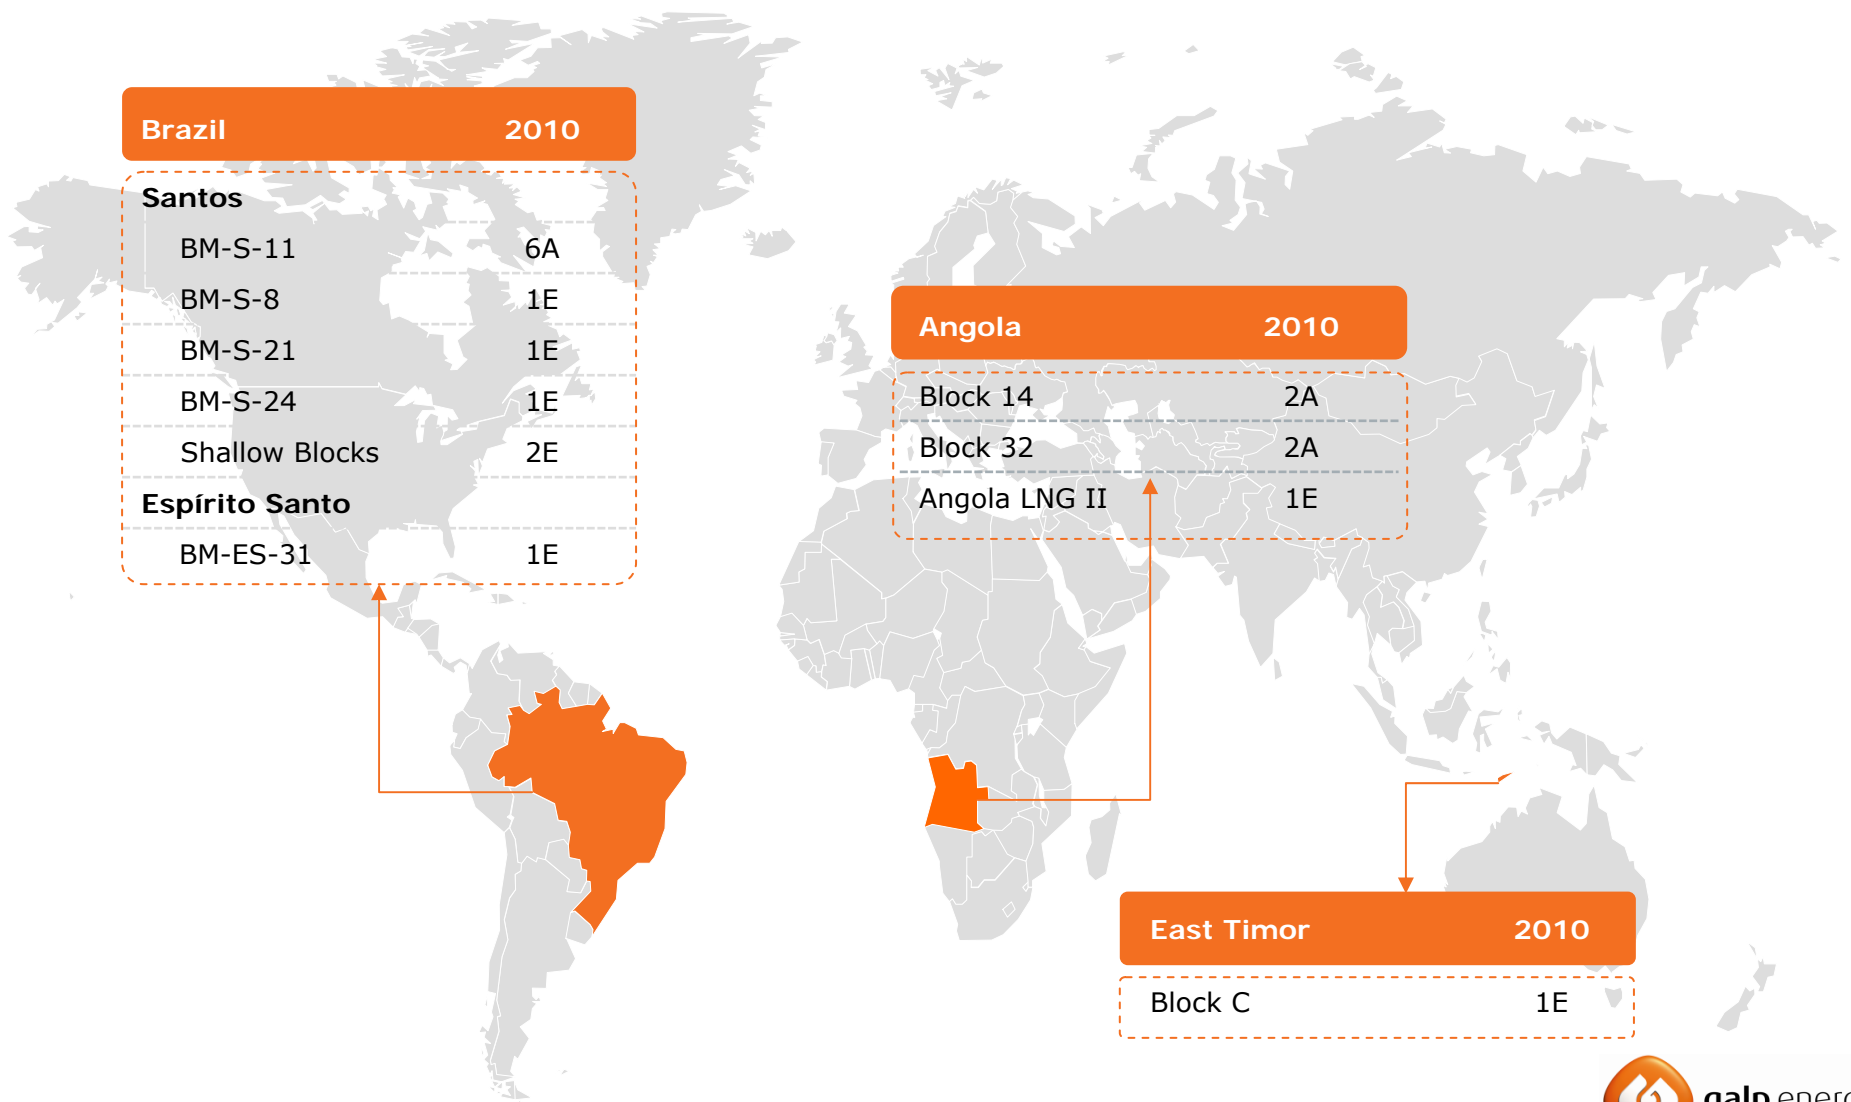 Brazil 2010
Santos
BM-S-11 6A
BM-S-8 1E
BM-S-21 1E
BM-S-24 1E
Shallow Blocks 2E
Espírito Santo
BM-ES-31 1E
Angola 2010
Block 14 2A
Block 32 2A
Angola LNG II 1E
East Timor 2010
Block C 1E
galp